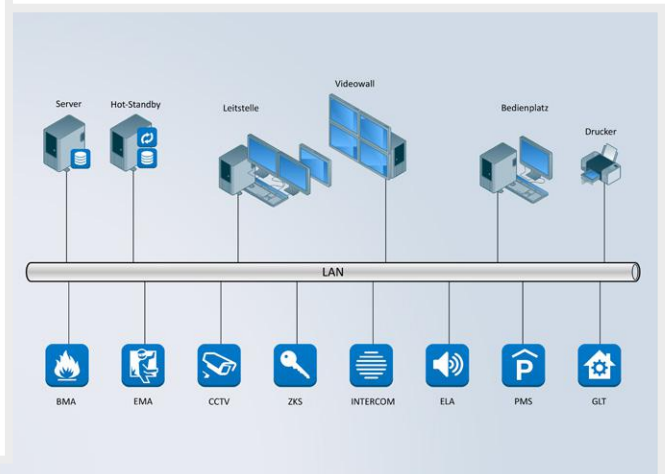 Videowall
Server
Hot-Standby
Leitstelle
Bedienplatz
Drucker
LAN
BMA
EMA
CCTV
ZKS
INTERCOM
ELA
PMS
GLT